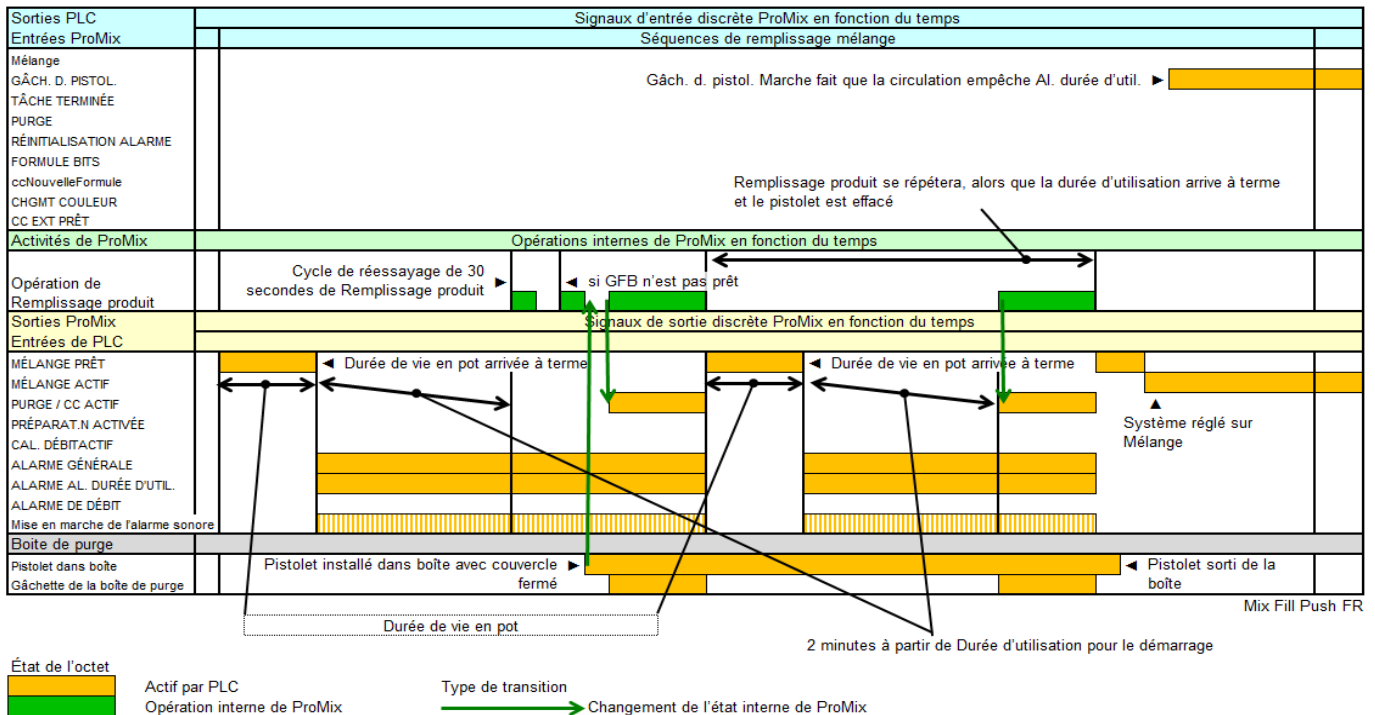 Sorties PLC
Signaux d'entrée discrète ProMix en fonction du temps
Entrées ProMix
Séquences de remplissage mélange
Mélange
GÂCH. D. PISTOL.
Gâch. d. pistol. Marche fait que la circulation empêche Al. durée d'util. ►
TÂCHE TERMINÉE
PURGE
RÉINITIALISATION ALARME
FORMULE BITS
ccNouvelleFormule
Remplissage produit se répétera, alors que la durée d'utilisation arrive à terme
et le pistolet est effacé
CHGMT COULEUR
CC EXT PRÊT
Activités de ProMix
Opérations internes de ProMix en fonction du temps
Opération de
Remplissage produit
Cycle de réessayage de 30
secondes de Remplissage produit ►
◄ si GFB n'est pas prêt
Sorties ProMix
Signaux de sortie discrète ProMix en fonction du temps
Entrées de PLC
MÉLANGE PRÊT
◄ Durée de vie en pot arrivée à terme
◄ Durée de vie en pot arrivée à terme
MÉLANGE ACTIF
PURGE / CC ACTIF
▲
Système réglé sur
Mélange
PRÉPARAT.N ACTIVÉE
CAL. DÉBITACTIF
ALARME GÉNÉRALE
ALARME AL. DURÉE D'UTIL.
ALARME DE DÉBIT
Mise en marche de l'alarme sonore
Boite de purge
Pistolet dans boîte
Pistolet installé dans boîte avec couvercle ►
fermé
◄ Pistolet sorti de la
boîte
Gâchette de la boîte de purge
Mix Fill Push FR
Durée de vie en pot
2 minutes à partir de Durée d'utilisation pour le démarrage
État de l'octet
Actif par PLC
Opération interne de ProMix
Type de transition
Changement de l'état interne de ProMix